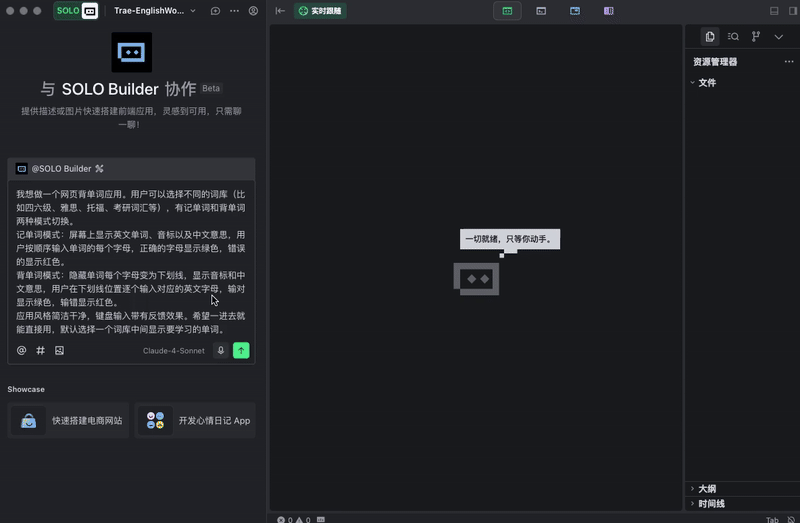 SOLO
Trae-EnglishWo...
实时跟随
与 SOLO Builder 协作 Beta
提供描述或图片快速搭建前端应用，灵感到可用，只需聊
一聊！
@SOLO Builder
我想做一个网页背单词应用。用户可以选择不同的词库（比
如四六级、雅思、托福、考研词汇等），有记单词和背单词
两种模式切换。
记单词模式：屏幕上显示英文单词、音标以及中文意思，用
户按顺序输入单词的每个字母，正确的字母显示绿色，错误
的显示红色。
背单词模式：隐藏单词每个字母变为下划线，显示音标和中
文意思，用户在下划线位置逐个输入对应的英文字母，输对
显示绿色，输错显示红色。
应用风格简洁干净，键盘输入带有反馈效果。希望一进去就
能直接用，默认选择一个词库中间显示要学习的单词。
Claude-4-Sonnet
Showcase
快速搭建电商网站
开发心情日记 App
一切就绪，只等你动手。
资源管理器
文件
大纲
时间线
0
0
Tab